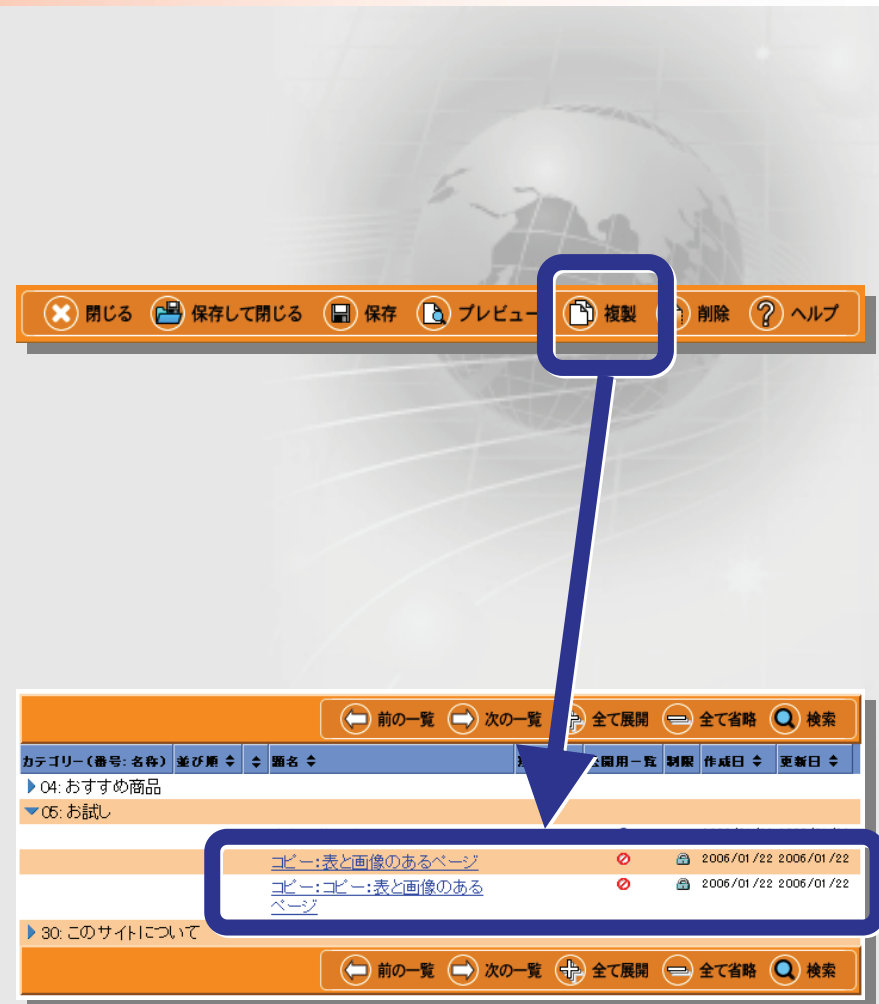 閉じる 保存して閉じる 保存 プレビュー 複製 削除 ヘルプ
前の一覧 次の一覧 全て展開 全て省略 検索
カテゴリー(番号:名称) 並び順 題名 開用一覧 制限 作成日 更新日
04: おすすめ商品
05: お試し
コピー:表と画像のあるページ 2006/01/22 2006/01/22
コピー:コピー:表と画像のある 2006/01/22 2006/01/22
ページ
30: このサイトについて
前の一覧 次の一覧 全て展開 全て省略 検索